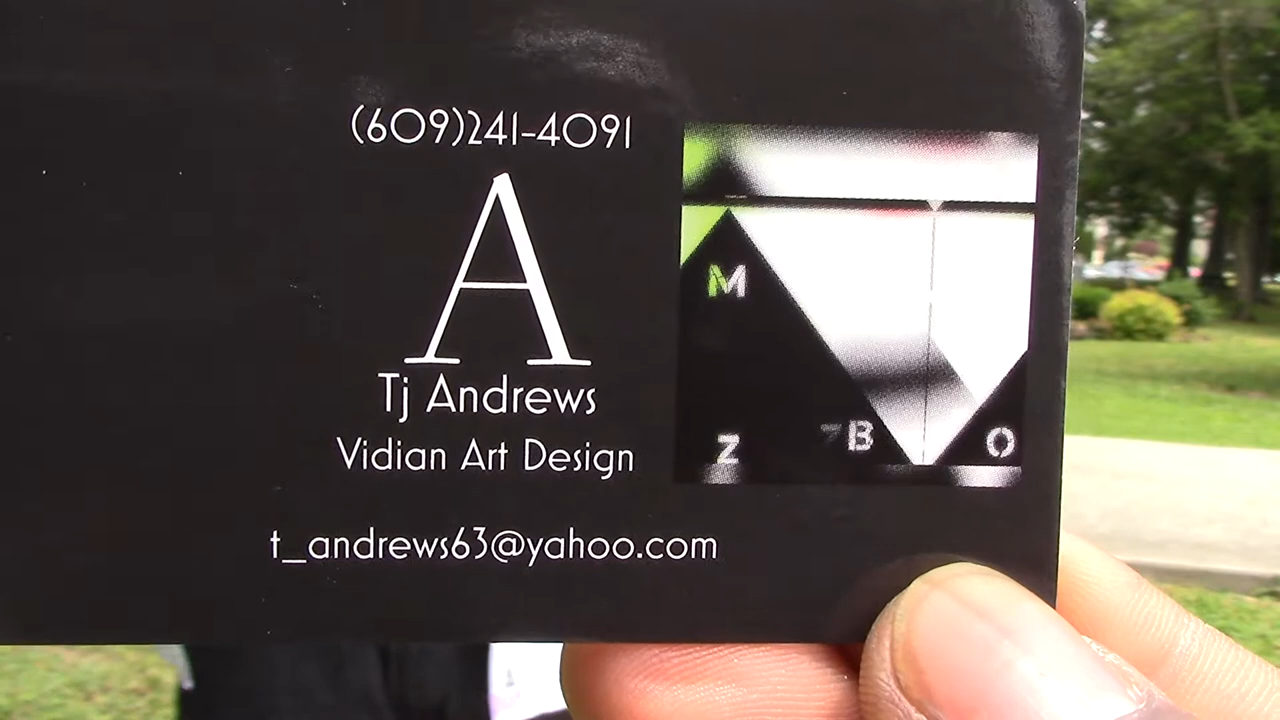 (609)241-4091
A
Tj Andrews
Vidian Art Design
t_andrews63@yahoo.com
M
Z
B
O